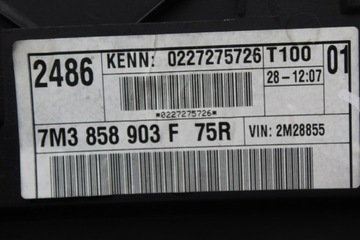 2486 KENN: 0227275726 T100 01
28-12:07
*0227275726*
7M3 858 903 F 75R VIN: 2M28855